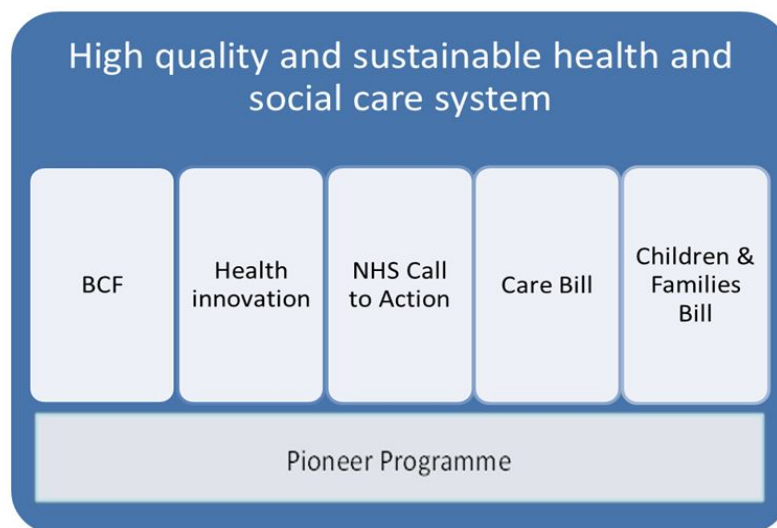 High quality and sustainable health and
social care system
BCF
Health
innovation
NHS Call
to Action
Care Bill
Children &
Families
Bill
Pioneer Programme